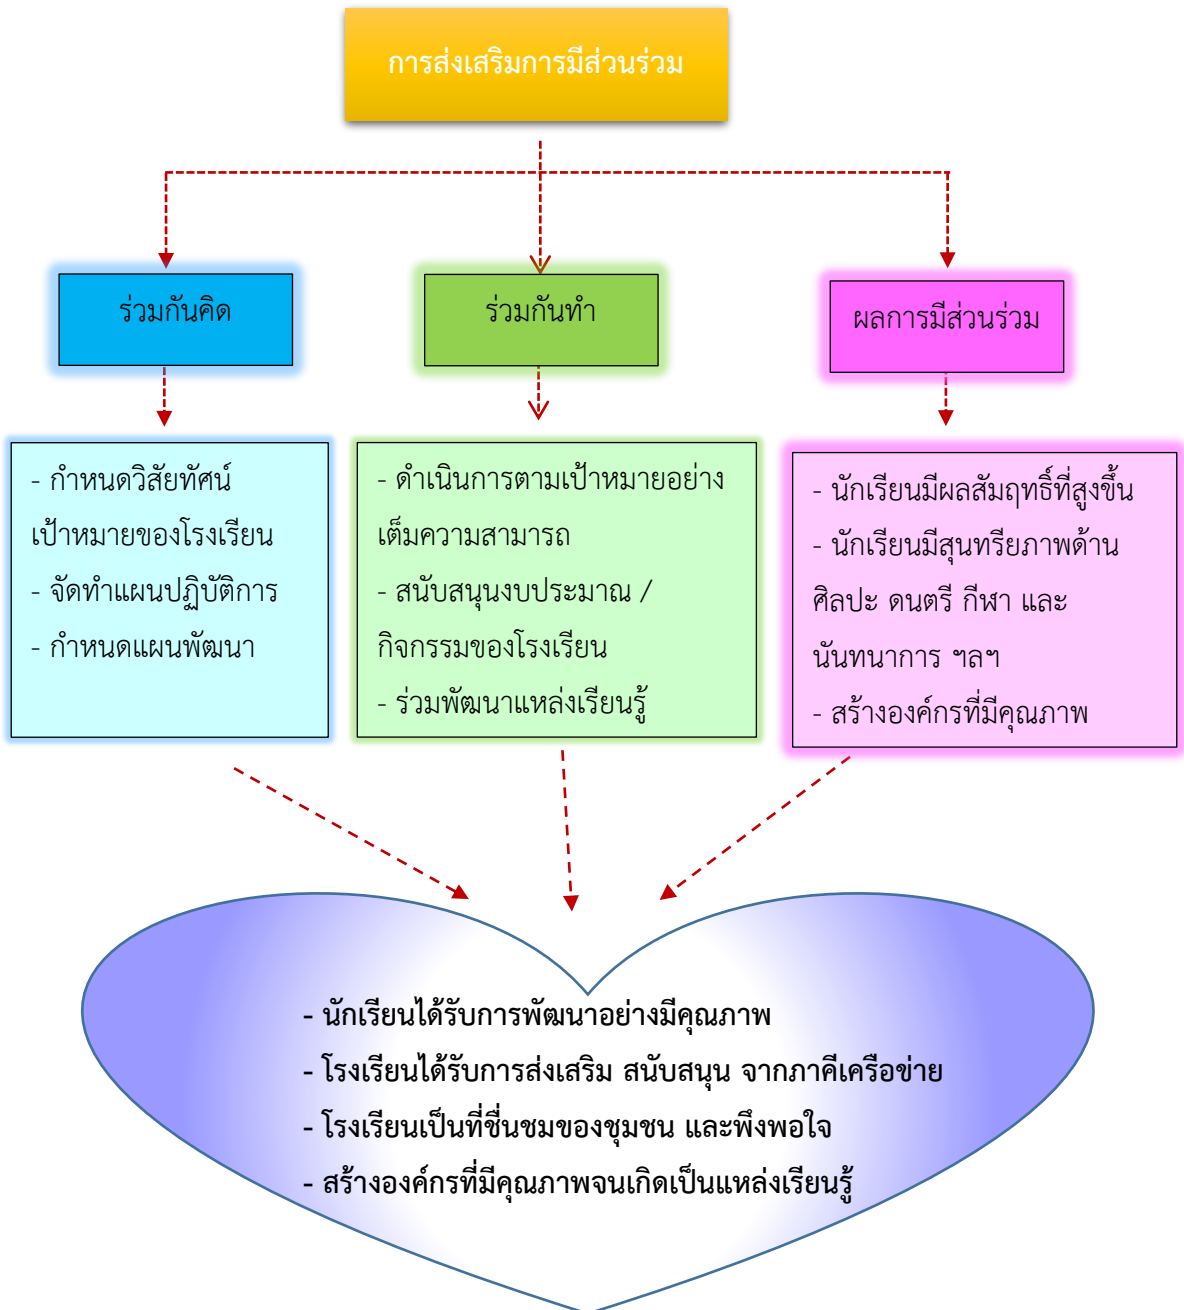 การส่งเสริมการมีส่วนร่วม
ร่วมกันคิด
ร่วมกันทำ
ผลการมีส่วนร่วม
- กำหนดวิสัยทัศน์
เป้าหมายของโรงเรียน
- จัดทำแผนปฏิบัติการ
- กำหนดแผนพัฒนา
- ดำเนินการตามเป้าหมายอย่าง
เต็มความสามารถ
- สนับสนุนงบประมาณ /
กิจกรรมของโรงเรียน
- ร่วมพัฒนาแหล่งเรียนรู้
- นักเรียนมีผลสัมฤทธิ์ที่สูงขึ้น
- นักเรียนมีสุนทรียภาพด้าน
ศิลปะ ดนตรี กีฬา และ
นันทนาการ ฯลฯ
- สร้างองค์กรที่มีคุณภาพ
- นักเรียนได้รับการพัฒนาอย่างมีคุณภาพ
- โรงเรียนได้รับการส่งเสริม สนับสนุน จากภาคีเครือข่าย
- โรงเรียนเป็นที่ชื่นชมของชุมชน และพึงพอใจ
- สร้างองค์กรที่มีคุณภาพจนเกิดเป็นแหล่งเรียนรู้